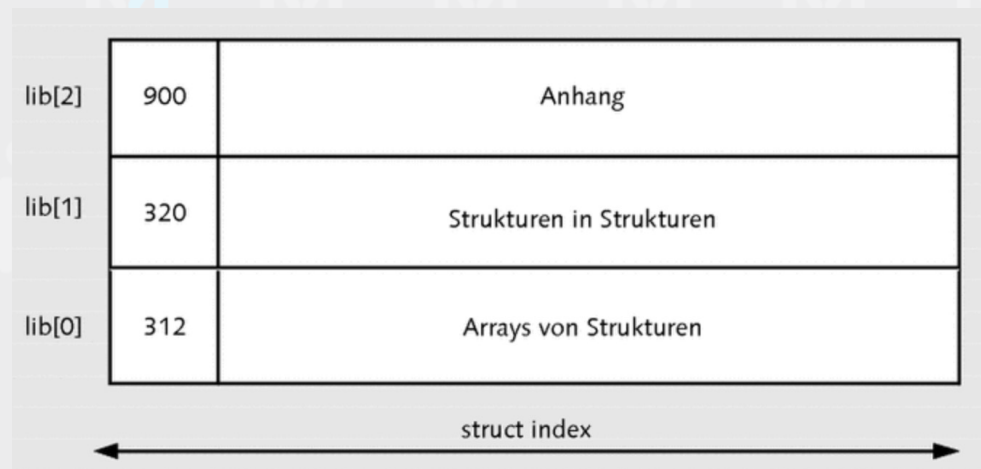 lib[2] 900 Anhang
lib[1] 320 Strukturen in Strukturen
lib[0] 312 Arrays von Strukturen
struct index